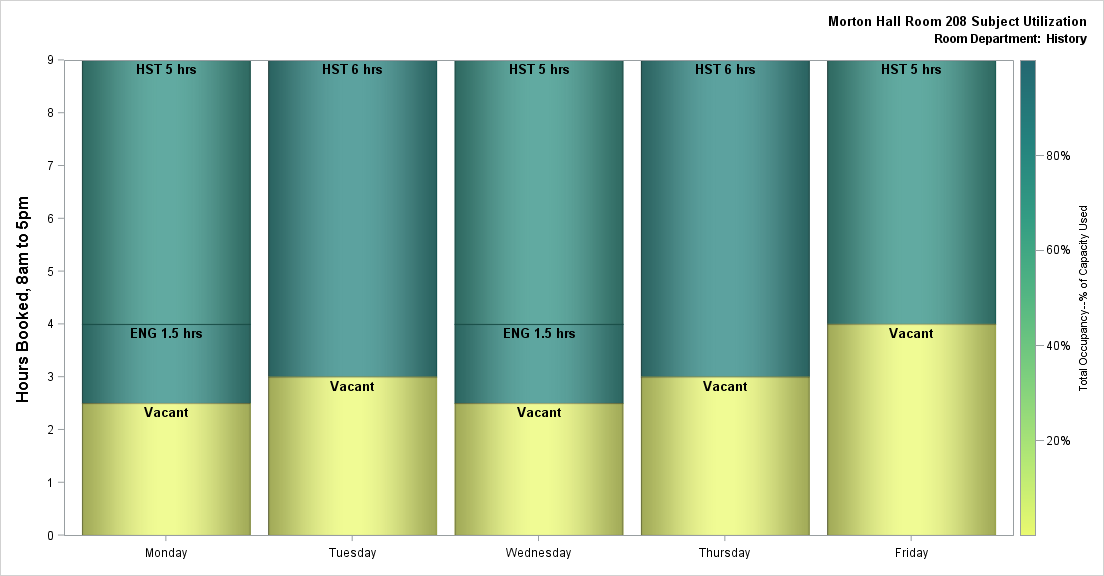 Morton Hall Room 208 Subject Utilization
Room Department: History
Hours Booked, 8am to 5pm
9
8
7
6
5
4
3
2
1
0
HST 5 hrs
ENG 1.5 hrs
Vacant
HST 6 hrs
Vacant
HST 5 hrs
ENG 1.5 hrs
Vacant
HST 6 hrs
Vacant
HST 5 hrs
Vacant
Monday
Tuesday
Wednesday
Thursday
Friday
80%
60%
40%
20%
Total Occupancy--% of Capacity Used